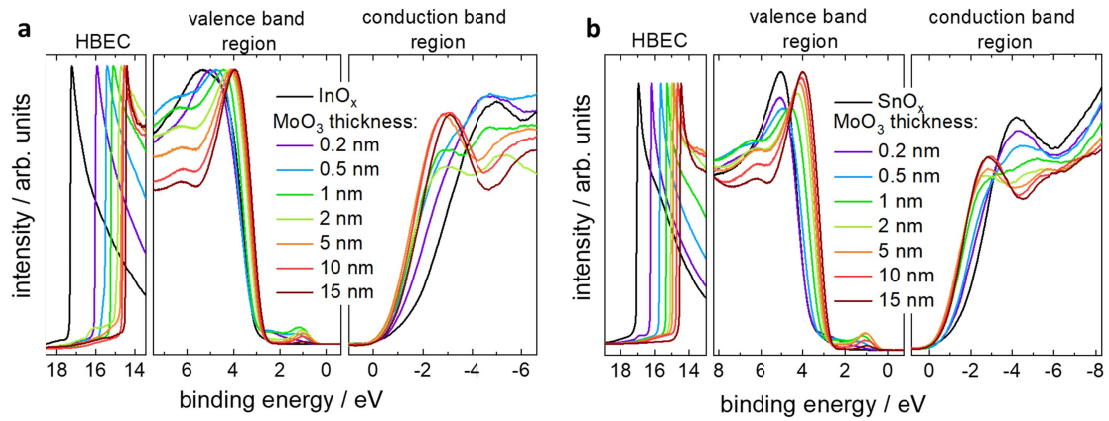 a
HBEC
valence band
region
conduction band
region
intensity / arb. units
InOx
MoO3 thickness:
0.2 nm
0.5 nm
1 nm
2 nm
5 nm
10 nm
15 nm
18 16 14
6 4 2 0
0 -2 -4 -6
binding energy / eV
b
HBEC
valence band
region
conduction band
region
intensity / arb. units
SnOx
MoO3 thickness:
0.2 nm
0.5 nm
1 nm
2 nm
5 nm
10 nm
15 nm
18 16 14
8 6 4 2 0
0 -2 -4 -6 -8
binding energy / eV